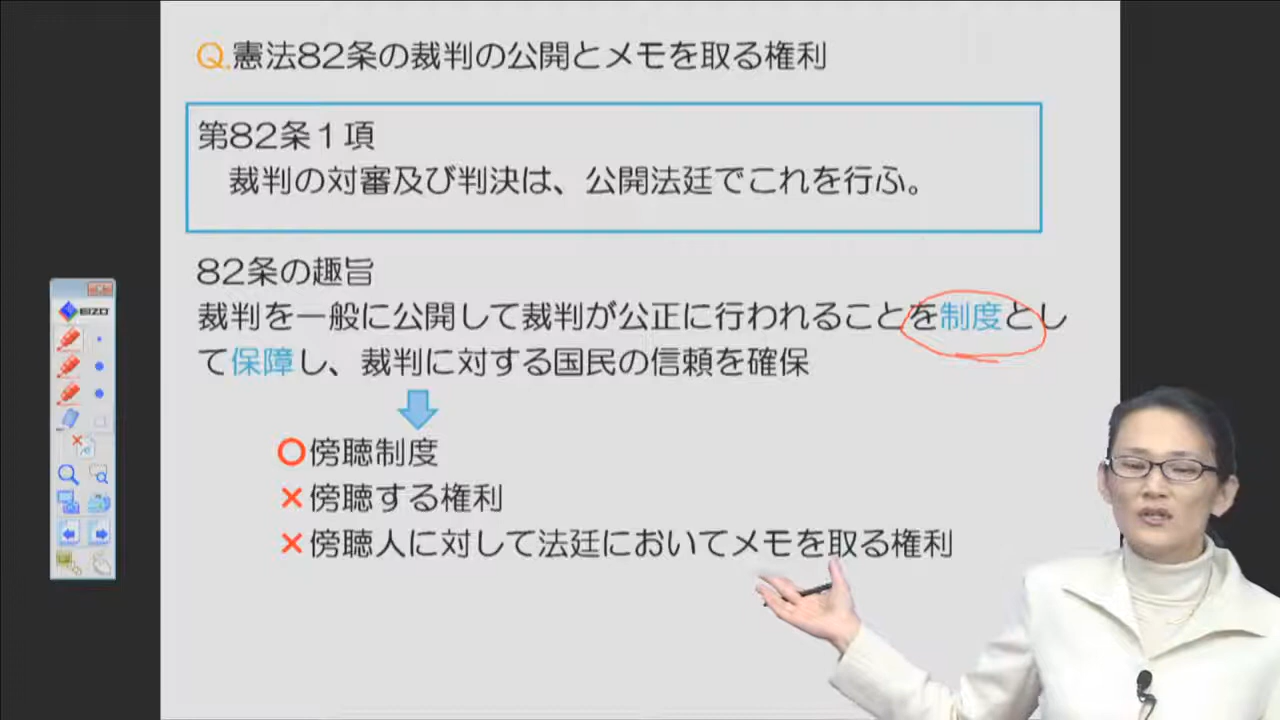 Q.憲法82条の裁判の公開とメモを取る権利
第82条1項
裁判の対審及び判決は、公開法廷でこれを行ふ。
82条の趣旨
裁判を一般に公開して裁判が公正に行われることを制度とし
て保障し、裁判に対する国民の信頼を確保
○傍聴制度
×傍聴する権利
×傍聴人に対して法廷においてメモを取る権利
EIZO